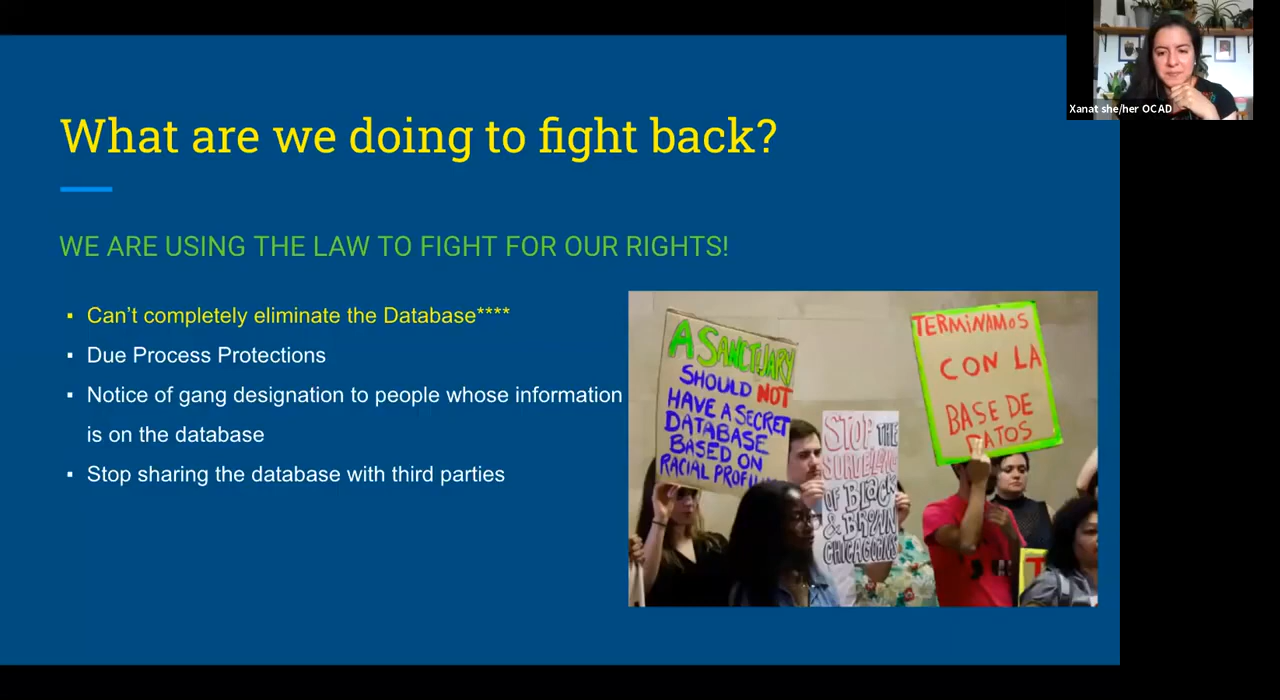 Xanat she/her OCAD
What are we doing to fight back?
WE ARE USING THE LAW TO FIGHT FOR OUR RIGHTS!
▪ Can't completely eliminate the Database****
▪ Due Process Protections
▪ Notice of gang designation to people whose information
is on the database
▪ Stop sharing the database with third parties
A SANCTUARY
SHOULD NOT
HAVE A SECRET
DATABASE
BASED ON
RACIAL
STOP THE
OF BLACK
& BROWN
CHICAGOANS
TERMINAMOS
CON LA
BASE DE
DATOS